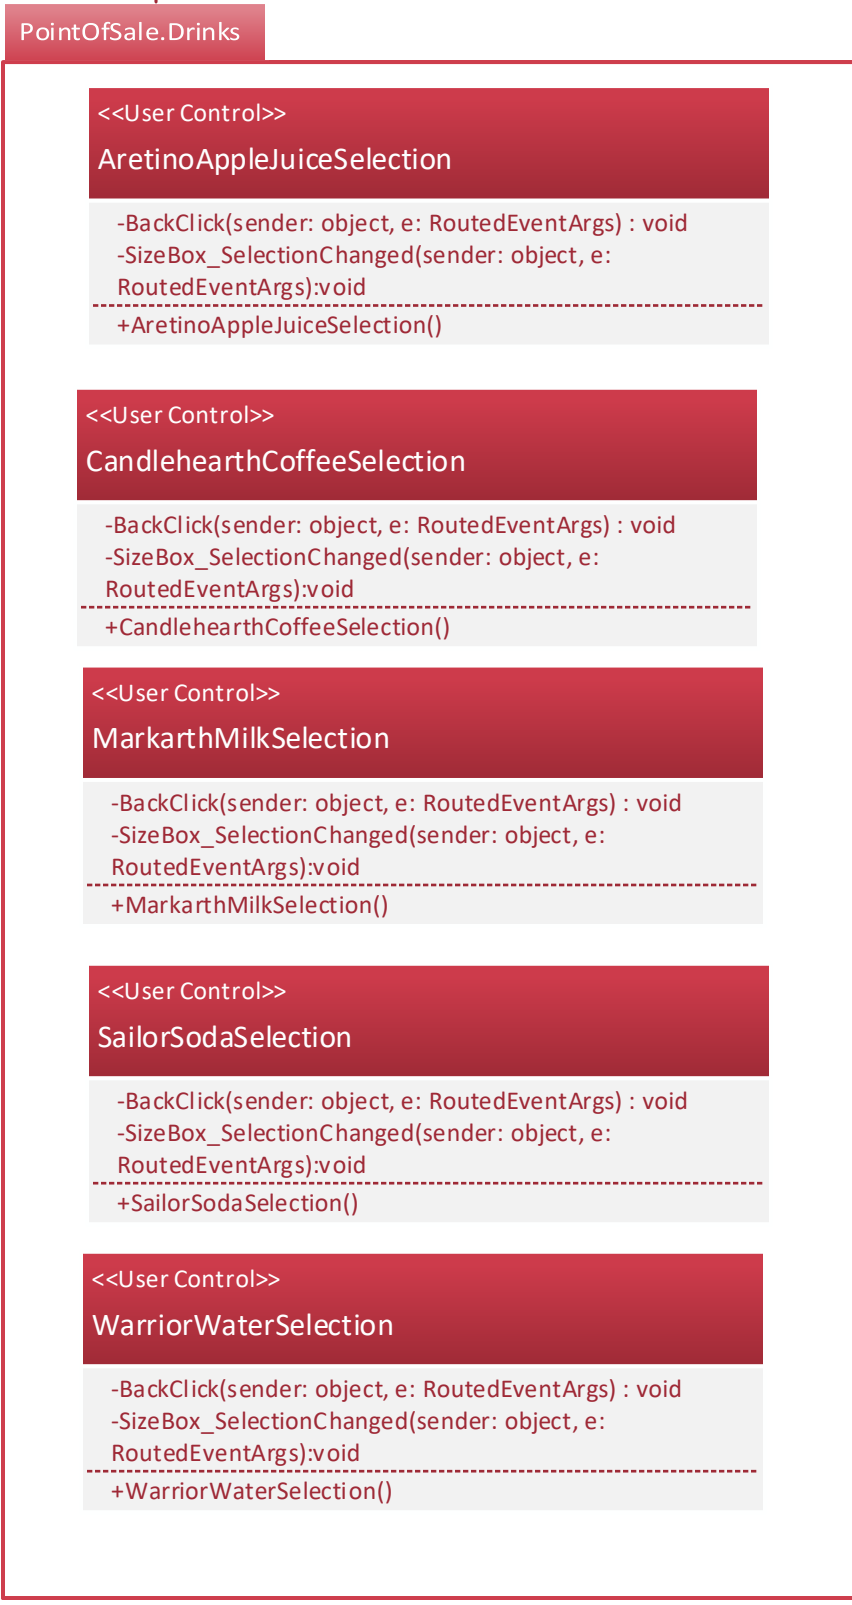 PointOfSale.Drinks
<<User Control>>
AretinoAppleJuiceSelection
-BackClick(sender: object, e: RoutedEventArgs) : void
-SizeBox_SelectionChanged(sender: object, e:
RoutedEventArgs):void
+AretinoAppleJuiceSelection()
<<User Control>>
CandlehearthCoffeeSelection
-BackClick(sender: object, e: RoutedEventArgs) : void
-SizeBox_SelectionChanged(sender: object, e:
RoutedEventArgs):void
+CandlehearthCoffeeSelection()
<<User Control>>
MarkarthMilkSelection
-BackClick(sender: object, e: RoutedEventArgs) : void
-SizeBox_SelectionChanged(sender: object, e:
RoutedEventArgs):void
+MarkarthMilkSelection()
<<User Control>>
SailorSodaSelection
-BackClick(sender: object, e: RoutedEventArgs) : void
-SizeBox_SelectionChanged(sender: object, e:
RoutedEventArgs):void
+SailorSodaSelection()
<<User Control>>
WarriorWaterSelection
-BackClick(sender: object, e: RoutedEventArgs) : void
-SizeBox_SelectionChanged(sender: object, e:
RoutedEventArgs):void
+WarriorWaterSelection()